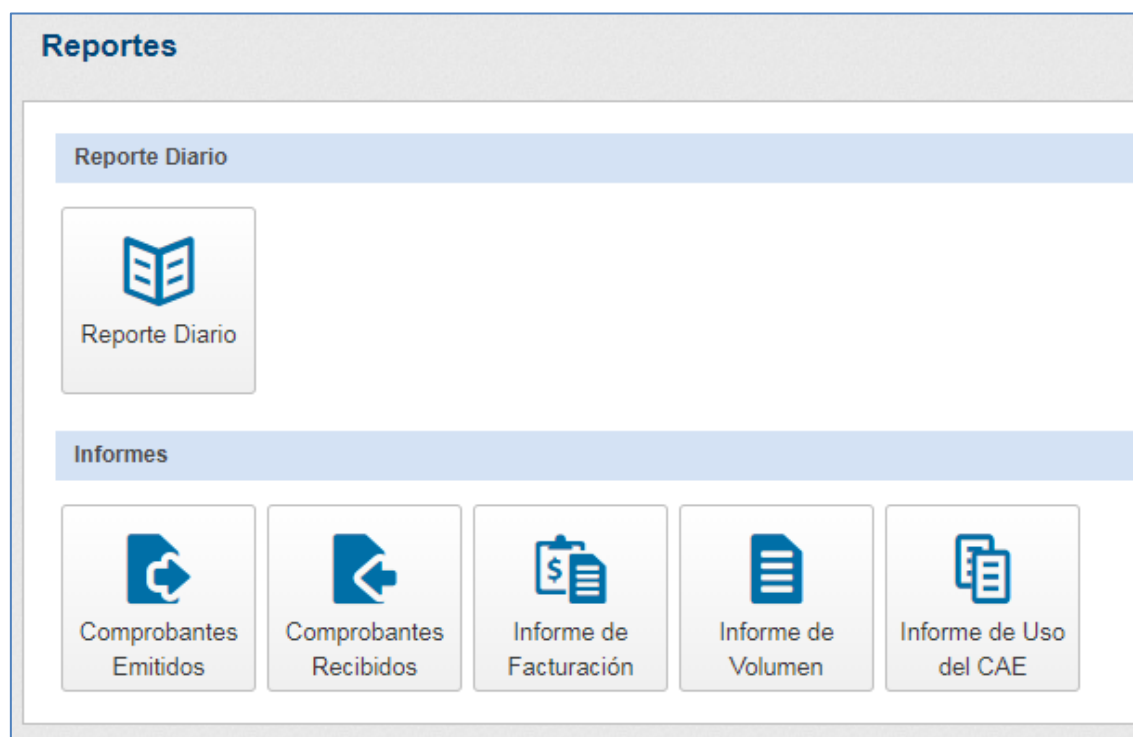 Reportes
Reporte Diario
Reporte Diario
Informes
Comprobantes
Emitidos
Comprobantes
Recibidos
$
Informe de
Facturación
Informe de
Volumen
Informe de Uso
del CAE